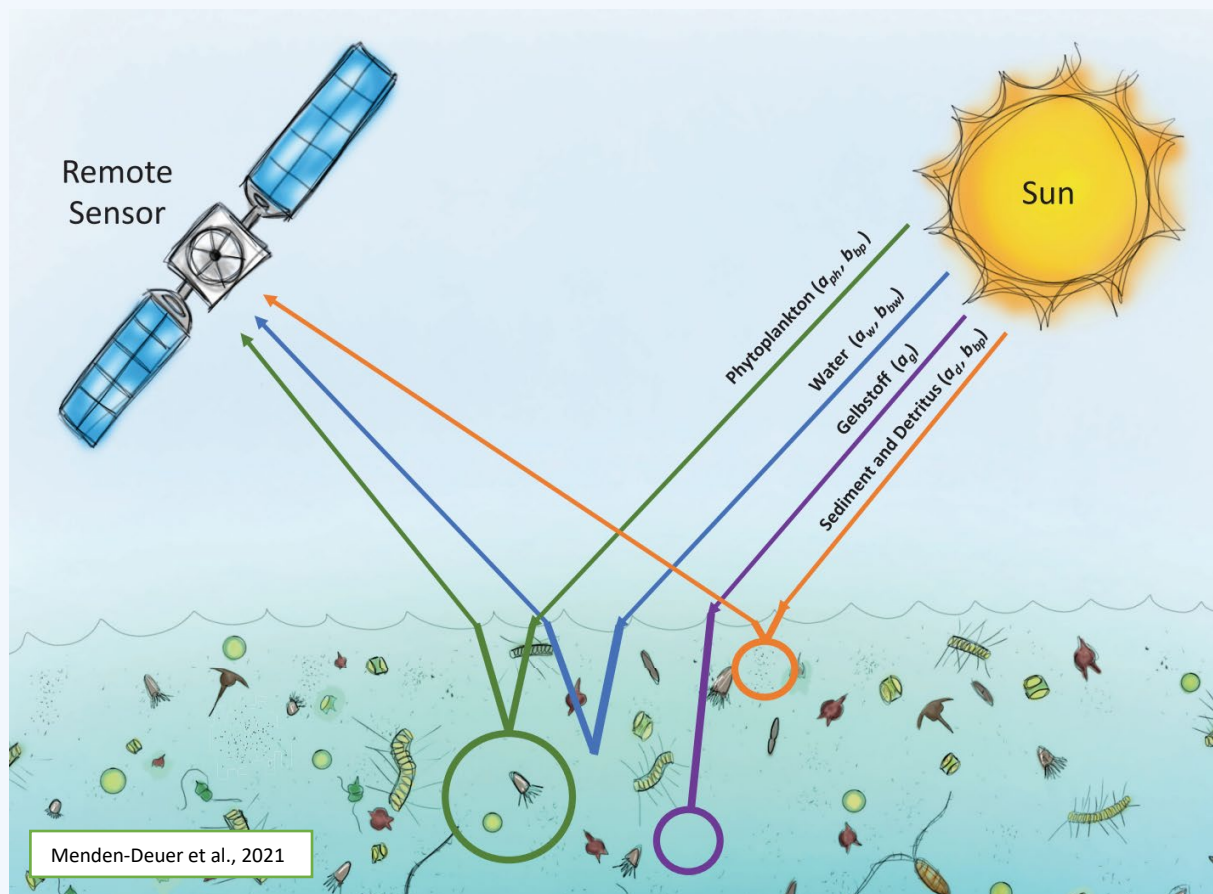 Remote
Sensor
Sun
Phytoplankton (aph, bbp)
Water (aw, bbw)
Gelbstoff (ag)
Sediment and Detritus (ad, bbp)
Menden-Deuer et al., 2021